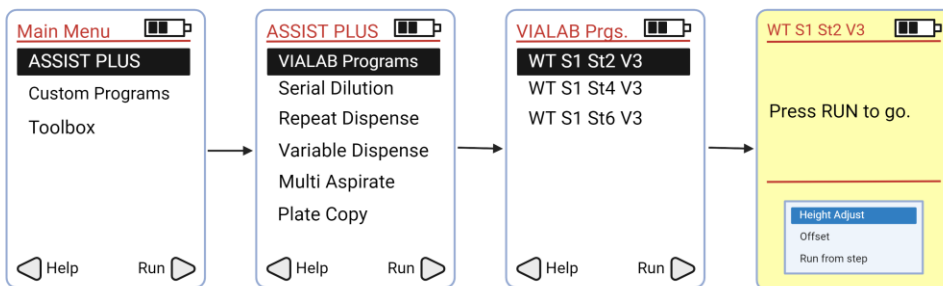 Main Menu
ASSIST PLUS
Custom Programs
Toolbox
Help
Run
ASSIST PLUS
VIALAB Programs
Serial Dilution
Repeat Dispense
Variable Dispense
Multi Aspirate
Plate Copy
Help
Run
VIALAB Prgs.
WT S1 St2 V3
WT S1 St4 V3
WT S1 St6 V3
Help
Run
WT S1 St2 V3
Press RUN to go.
Height Adjust
Offset
Run from step